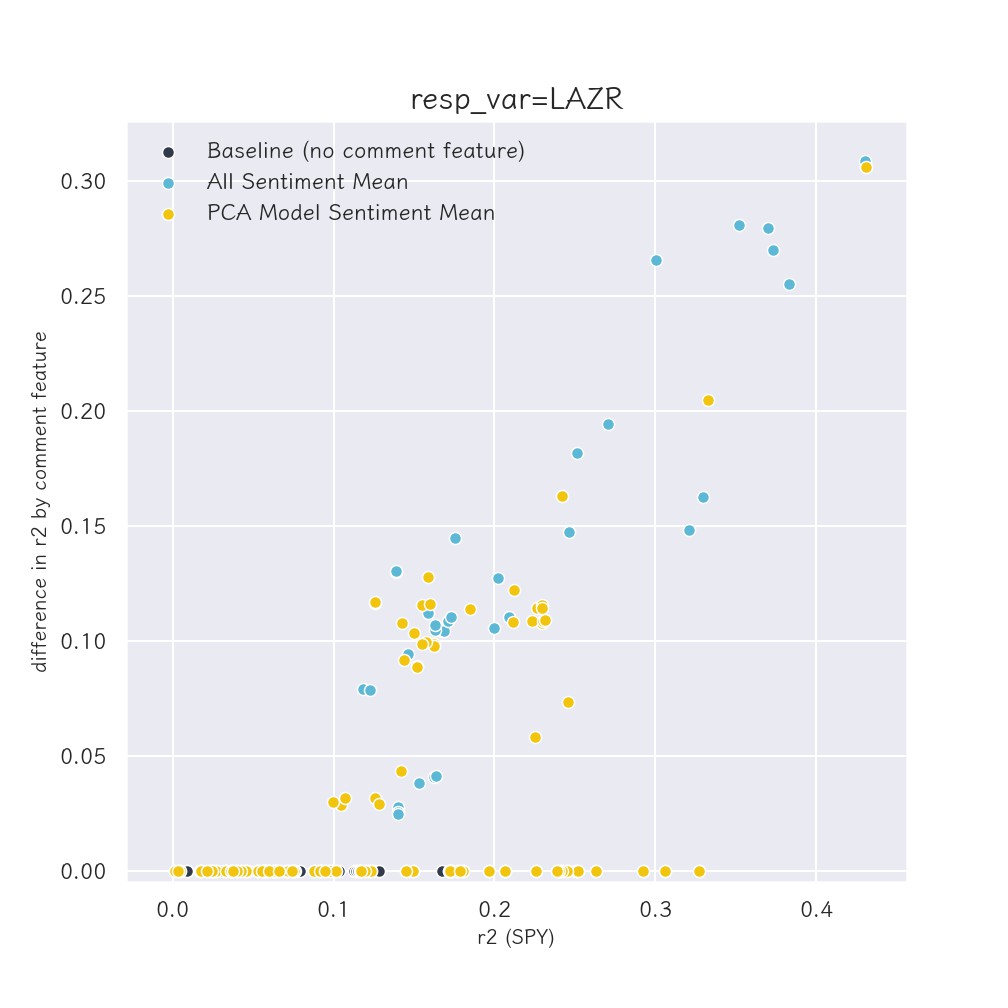 resp_var=LAZR
Baseline (no comment feature)
All Sentiment Mean
PCA Model Sentiment Mean
difference in r2 by comment feature
0.30
0.25
0.20
0.15
0.10
0.05
0.00
0.0 0.1 0.2 0.3 0.4
r2 (SPY)